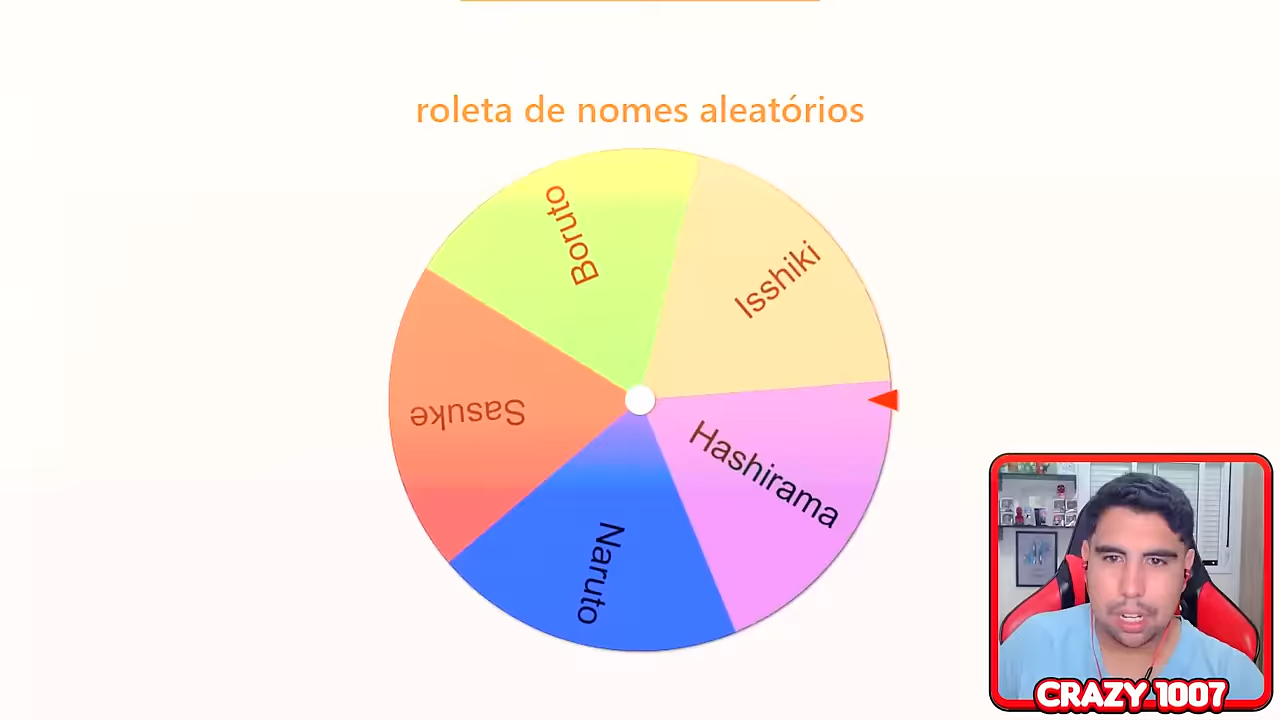 roleta de nomes aleatórios
Boruto
Isshiki
Sasuke
Hashirama
Naruto
CRAZY 1007